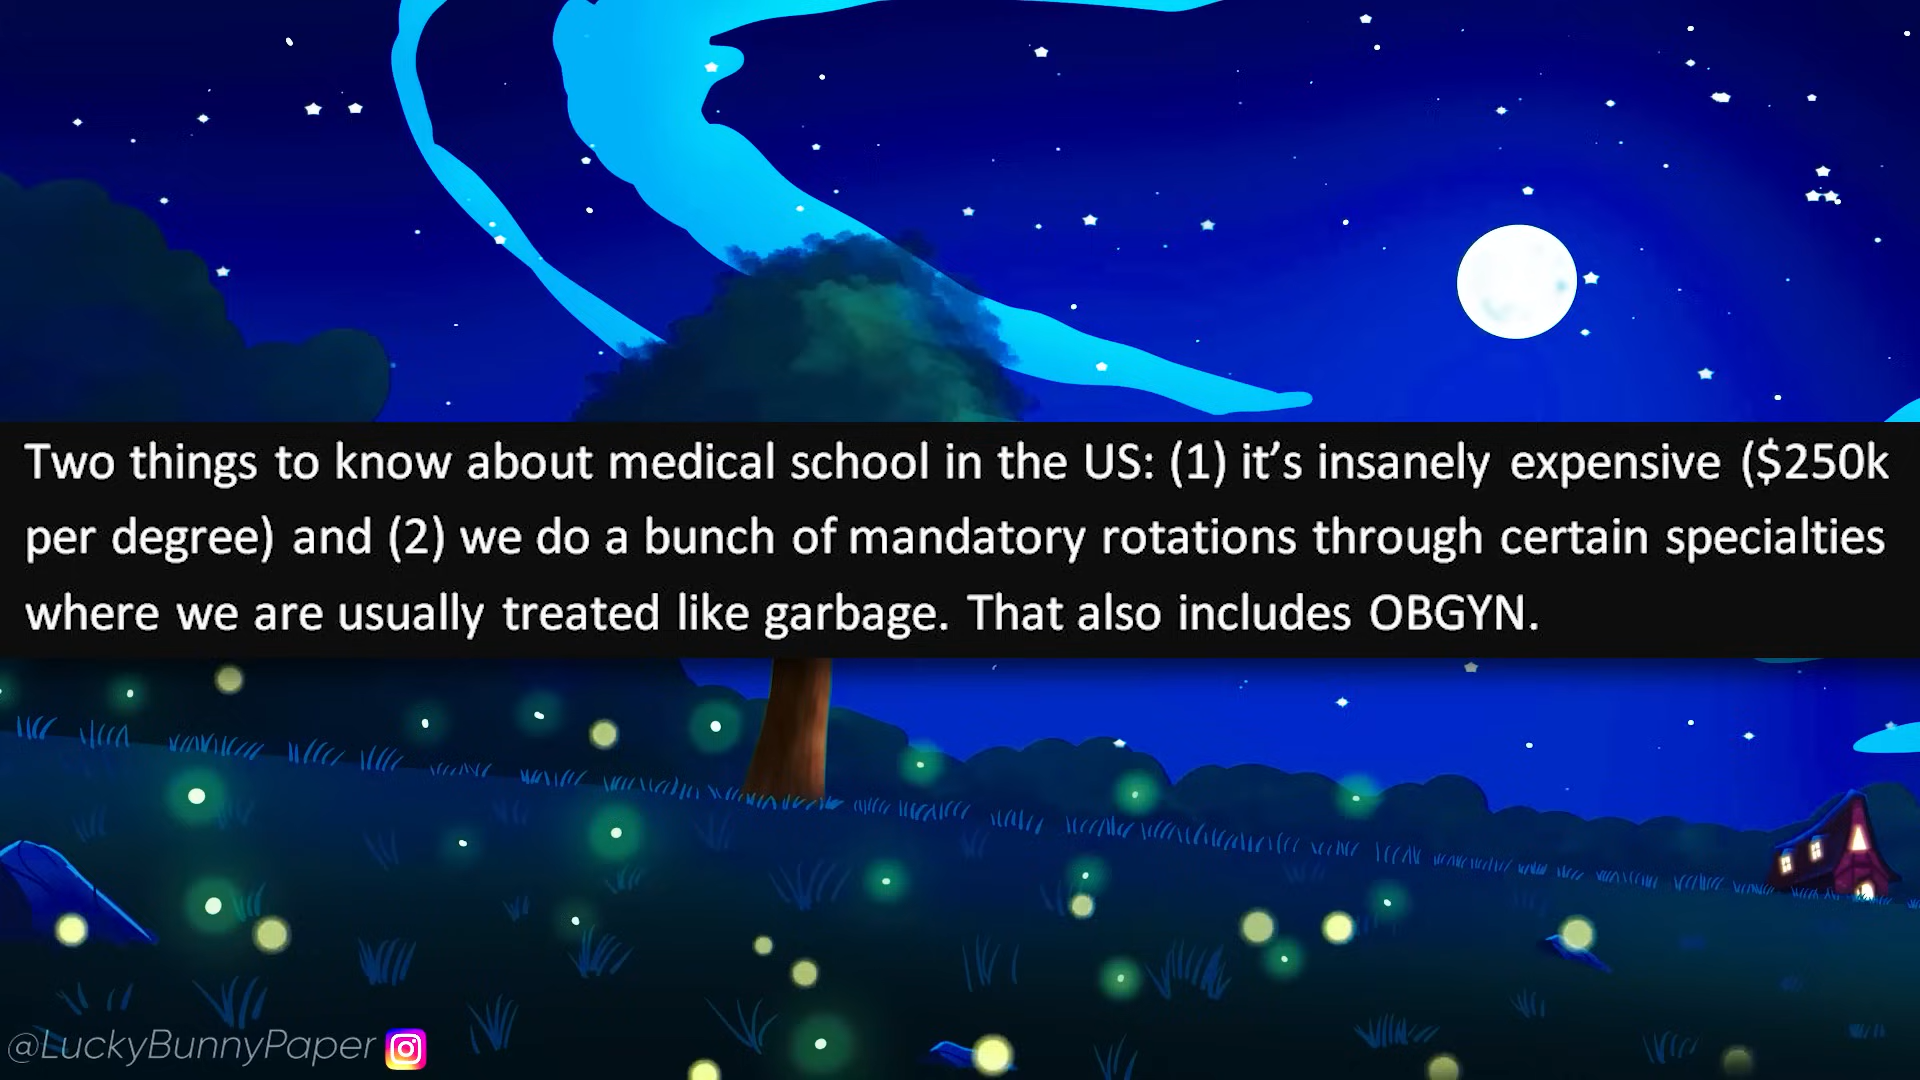 Two things to know about medical school in the US: (1) it’s insanely expensive ($250k
per degree) and (2) we do a bunch of mandatory rotations through certain specialties
where we are usually treated like garbage. That also includes OBGYN.
@LuckyBunnyPaper